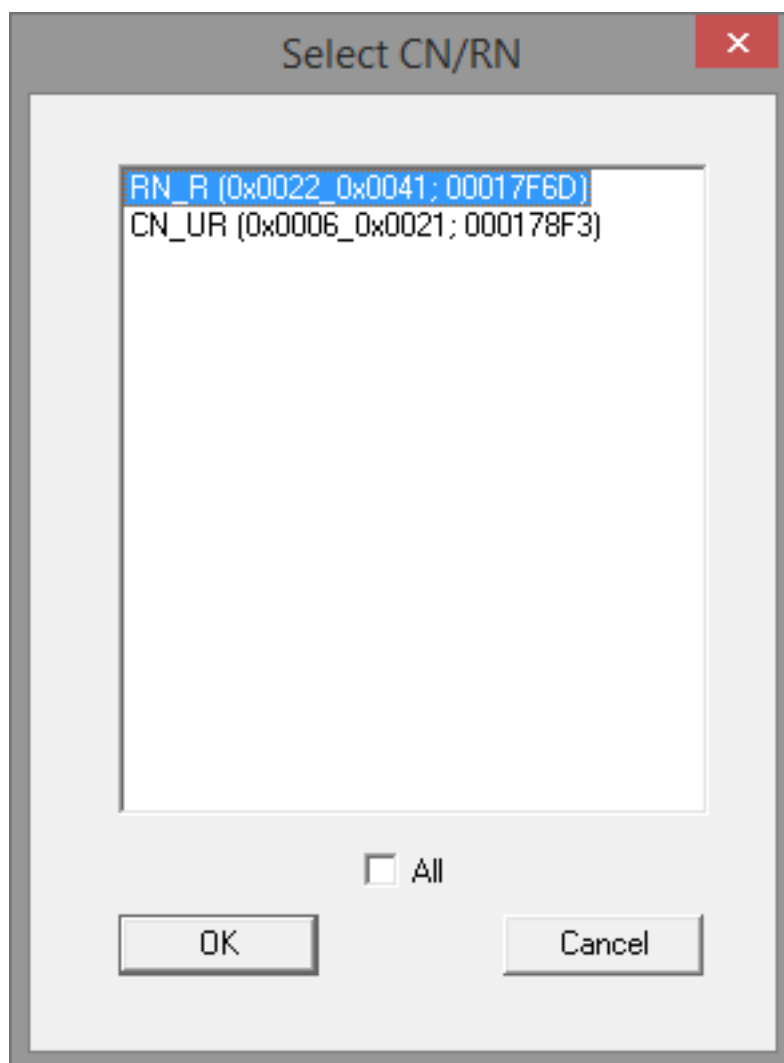 Select CN/RN
RN_R (0x0022_0x0041; 00017F6D)
CN_UR (0x0006_0x0021; 000178F3)
All
OK
Cancel